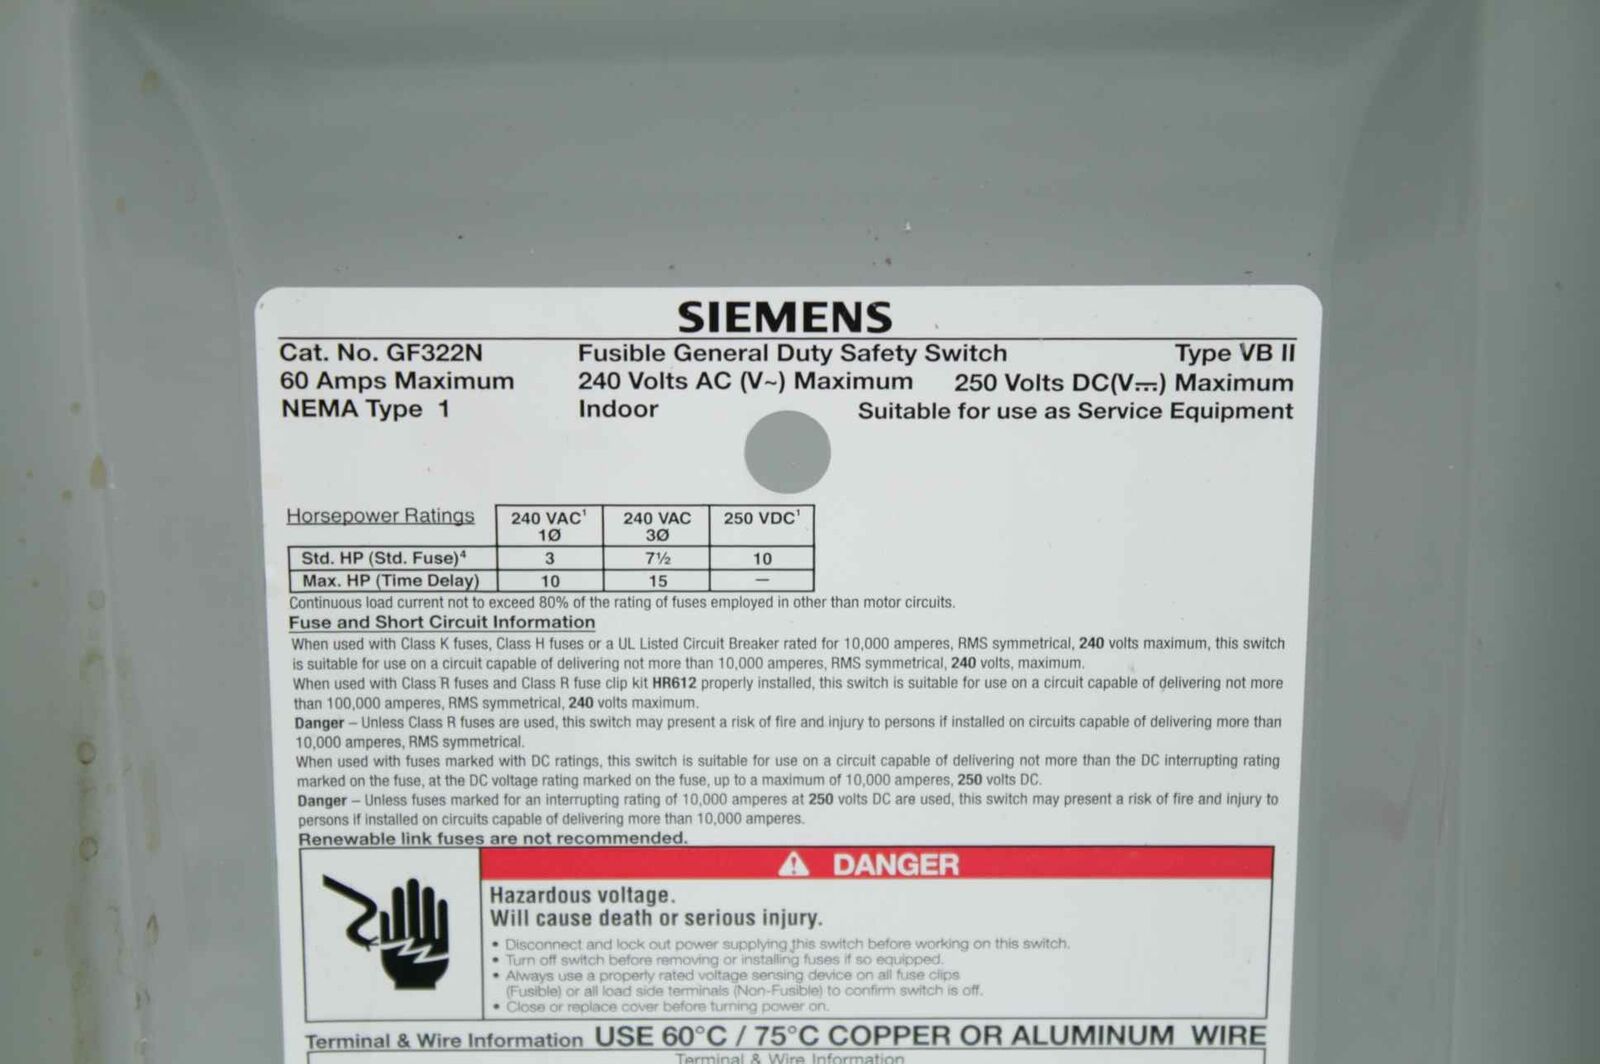 SIEMENS
Cat. No. GF322N Fusible General Duty Safety Switch Type VB II
60 Amps Maximum 240 Volts AC (V~) Maximum 250 Volts DC(V⎓) Maximum
NEMA Type 1 Indoor Suitable for use as Service Equipment
Horsepower Ratings 240 VAC¹ 240 VAC 250 VDC¹
1Ø 3Ø
Std. HP (Std. Fuse)⁴ 3 7½ 10
Max. HP (Time Delay) 10 15 —
Continuous load current not to exceed 80% of the rating of fuses employed in other than motor circuits.
Fuse and Short Circuit Information
When used with Class K fuses, Class H fuses or a UL Listed Circuit Breaker rated for 10,000 amperes, RMS symmetrical, 240 volts maximum, this switch
is suitable for use on a circuit capable of delivering not more than 10,000 amperes, RMS symmetrical, 240 volts, maximum.
When used with Class R fuses and Class R fuse clip kit HR612 properly installed, this switch is suitable for use on a circuit capable of delivering not more
than 100,000 amperes, RMS symmetrical, 240 volts maximum.
Danger – Unless Class R fuses are used, this switch may present a risk of fire and injury to persons if installed on circuits capable of delivering more than
10,000 amperes, RMS symmetrical.
When used with fuses marked with DC ratings, this switch is suitable for use on a circuit capable of delivering not more than the DC interrupting rating
marked on the fuse, at the DC voltage rating marked on the fuse, up to a maximum of 10,000 amperes, 250 volts DC.
Danger – Unless fuses marked for an interrupting rating of 10,000 amperes at 250 volts DC are used, this switch may present a risk of fire and injury to
persons if installed on circuits capable of delivering more than 10,000 amperes.
Renewable link fuses are not recommended.
DANGER
Hazardous voltage.
Will cause death or serious injury.
• Disconnect and lock out power supplying this switch before working on this switch.
• Turn off switch before removing or installing fuses if so equipped.
• Always use a properly rated voltage sensing device on all fuse clips
(Fusible) or all load side terminals (Non-Fusible) to confirm switch is off.
• Close or replace cover before turning power on.
Terminal & Wire Information USE 60°C / 75°C COPPER OR ALUMINUM WIRE
Terminal & Wire Information